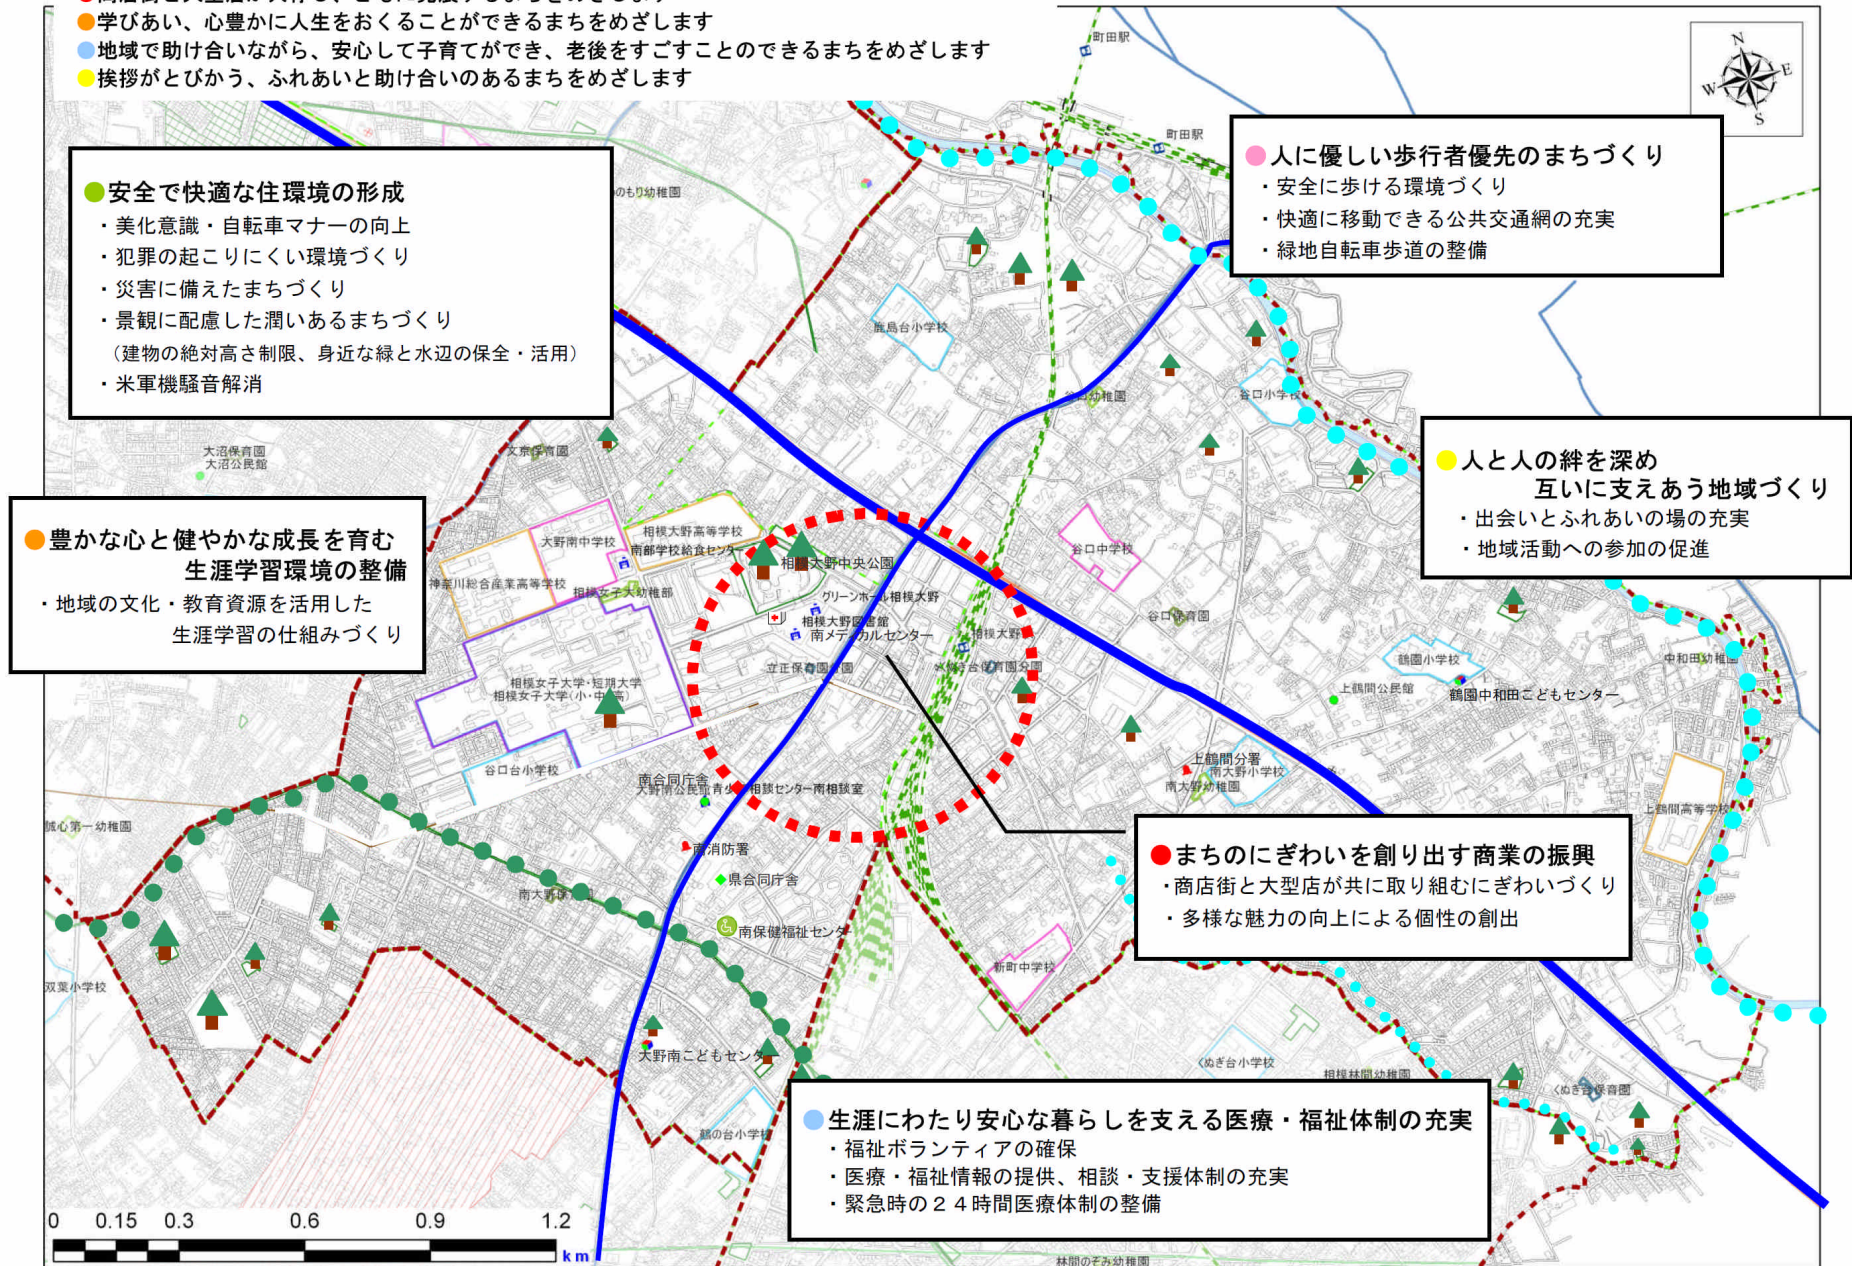 ●学びあい、心豊かに人生をおくることができるまちをめざします
●地域で助け合いながら、安心して子育てができ、老後をすごすことのできるまちをめざします
●挨拶がとびかう、ふれあいと助け合いのあるまちをめざします
町田駅
N
E
W
S
町田駅
●安全で快適な住環境の形成
・美化意識・自転車マナーの向上
・犯罪の起こりにくい環境づくり
・災害に備えたまちづくり
・景観に配慮した潤いあるまちづくり
（建物の絶対高さ制限、身近な緑と水辺の保全・活用）
・米軍機騒音解消
のもり幼稚園
●人に優しい歩行者優先のまちづくり
・安全に歩ける環境づくり
・快適に移動できる公共交通網の充実
・緑地自転車歩道の整備
鹿島台小学校
谷口幼稚園
谷口小学校
大沼保育園
大沼公民館
文京保育園
●人と人の絆を深め
互いに支えあう地域づくり
・出会いとふれあいの場の充実
・地域活動への参加の促進
●豊かな心と健やかな成長を育む
生涯学習環境の整備
・地域の文化・教育資源を活用した
生涯学習の仕組みづくり
相模大野高等学校
大野南中学校
南部学校給食センター
相模大野中央公園
谷口中学校
神奈川総合産業高等学校
相模女子大幼稚部
グリーンホール相模大野
相模大野図書館
南メディカルセンター
相模大野
谷口保育園
立正保育園分園
くぬぎ台保育園分園
鶴園小学校
中和田幼稚園
相模女子大学・短期大学
相模女子大学(小・中・高)
上鶴間公民館
鶴園中和田こどもセンター
谷口台小学校
上鶴間分署
南大野小学校
南大野幼稚園
南合同庁舎
大野南公民館
青少年相談センター南相談室
上鶴間高等学校
誠心第一幼稚園
南消防署
県合同庁舎
南大野保育園
南保健福祉センター
●まちのにぎわいを創り出す商業の振興
・商店街と大型店が共に取り組むにぎわいづくり
・多様な魅力の向上による個性の創出
新町中学校
双葉小学校
大野南こどもセンター
くぬぎ台小学校
相模林間幼稚園
くぬぎ台保育園
鶴の台小学校
●生涯にわたり安心な暮らしを支える医療・福祉体制の充実
・福祉ボランティアの確保
・医療・福祉情報の提供、相談・支援体制の充実
・緊急時の２４時間医療体制の整備
0 0.15 0.3 0.6 0.9 1.2
km
林間のぞみ幼稚園